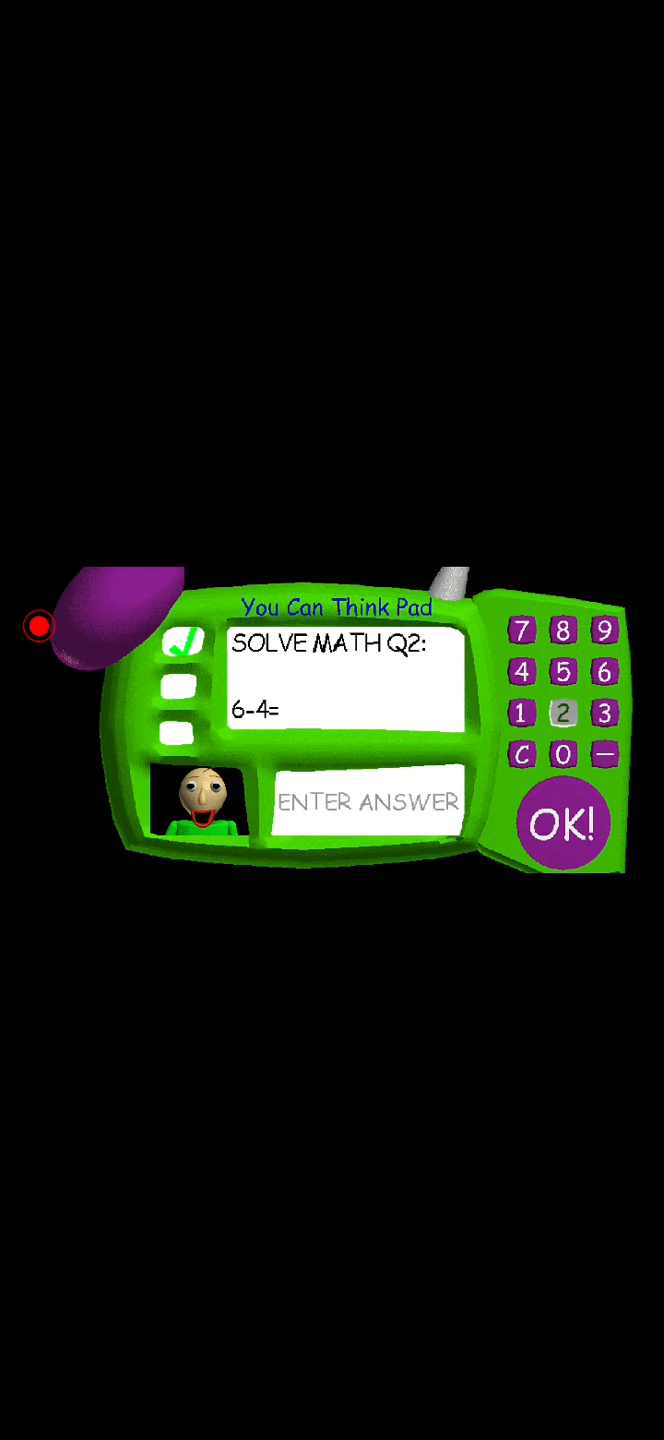 You Can Think Pad
SOLVE MATH Q2:
6-4=
ENTER ANSWER
7 8 9
4 5 6
1 2 3
C 0 —
OK!